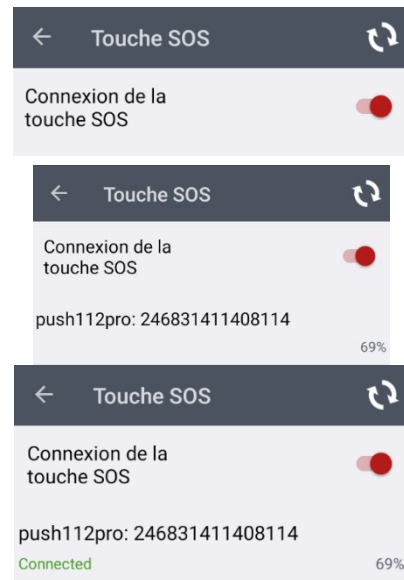 Touche SOS
Connexion de la
touche SOS
Touche SOS
Connexion de la
touche SOS
push112pro: 246831411408114
69%
Touche SOS
Connexion de la
touche SOS
push112pro: 246831411408114
Connected 69%